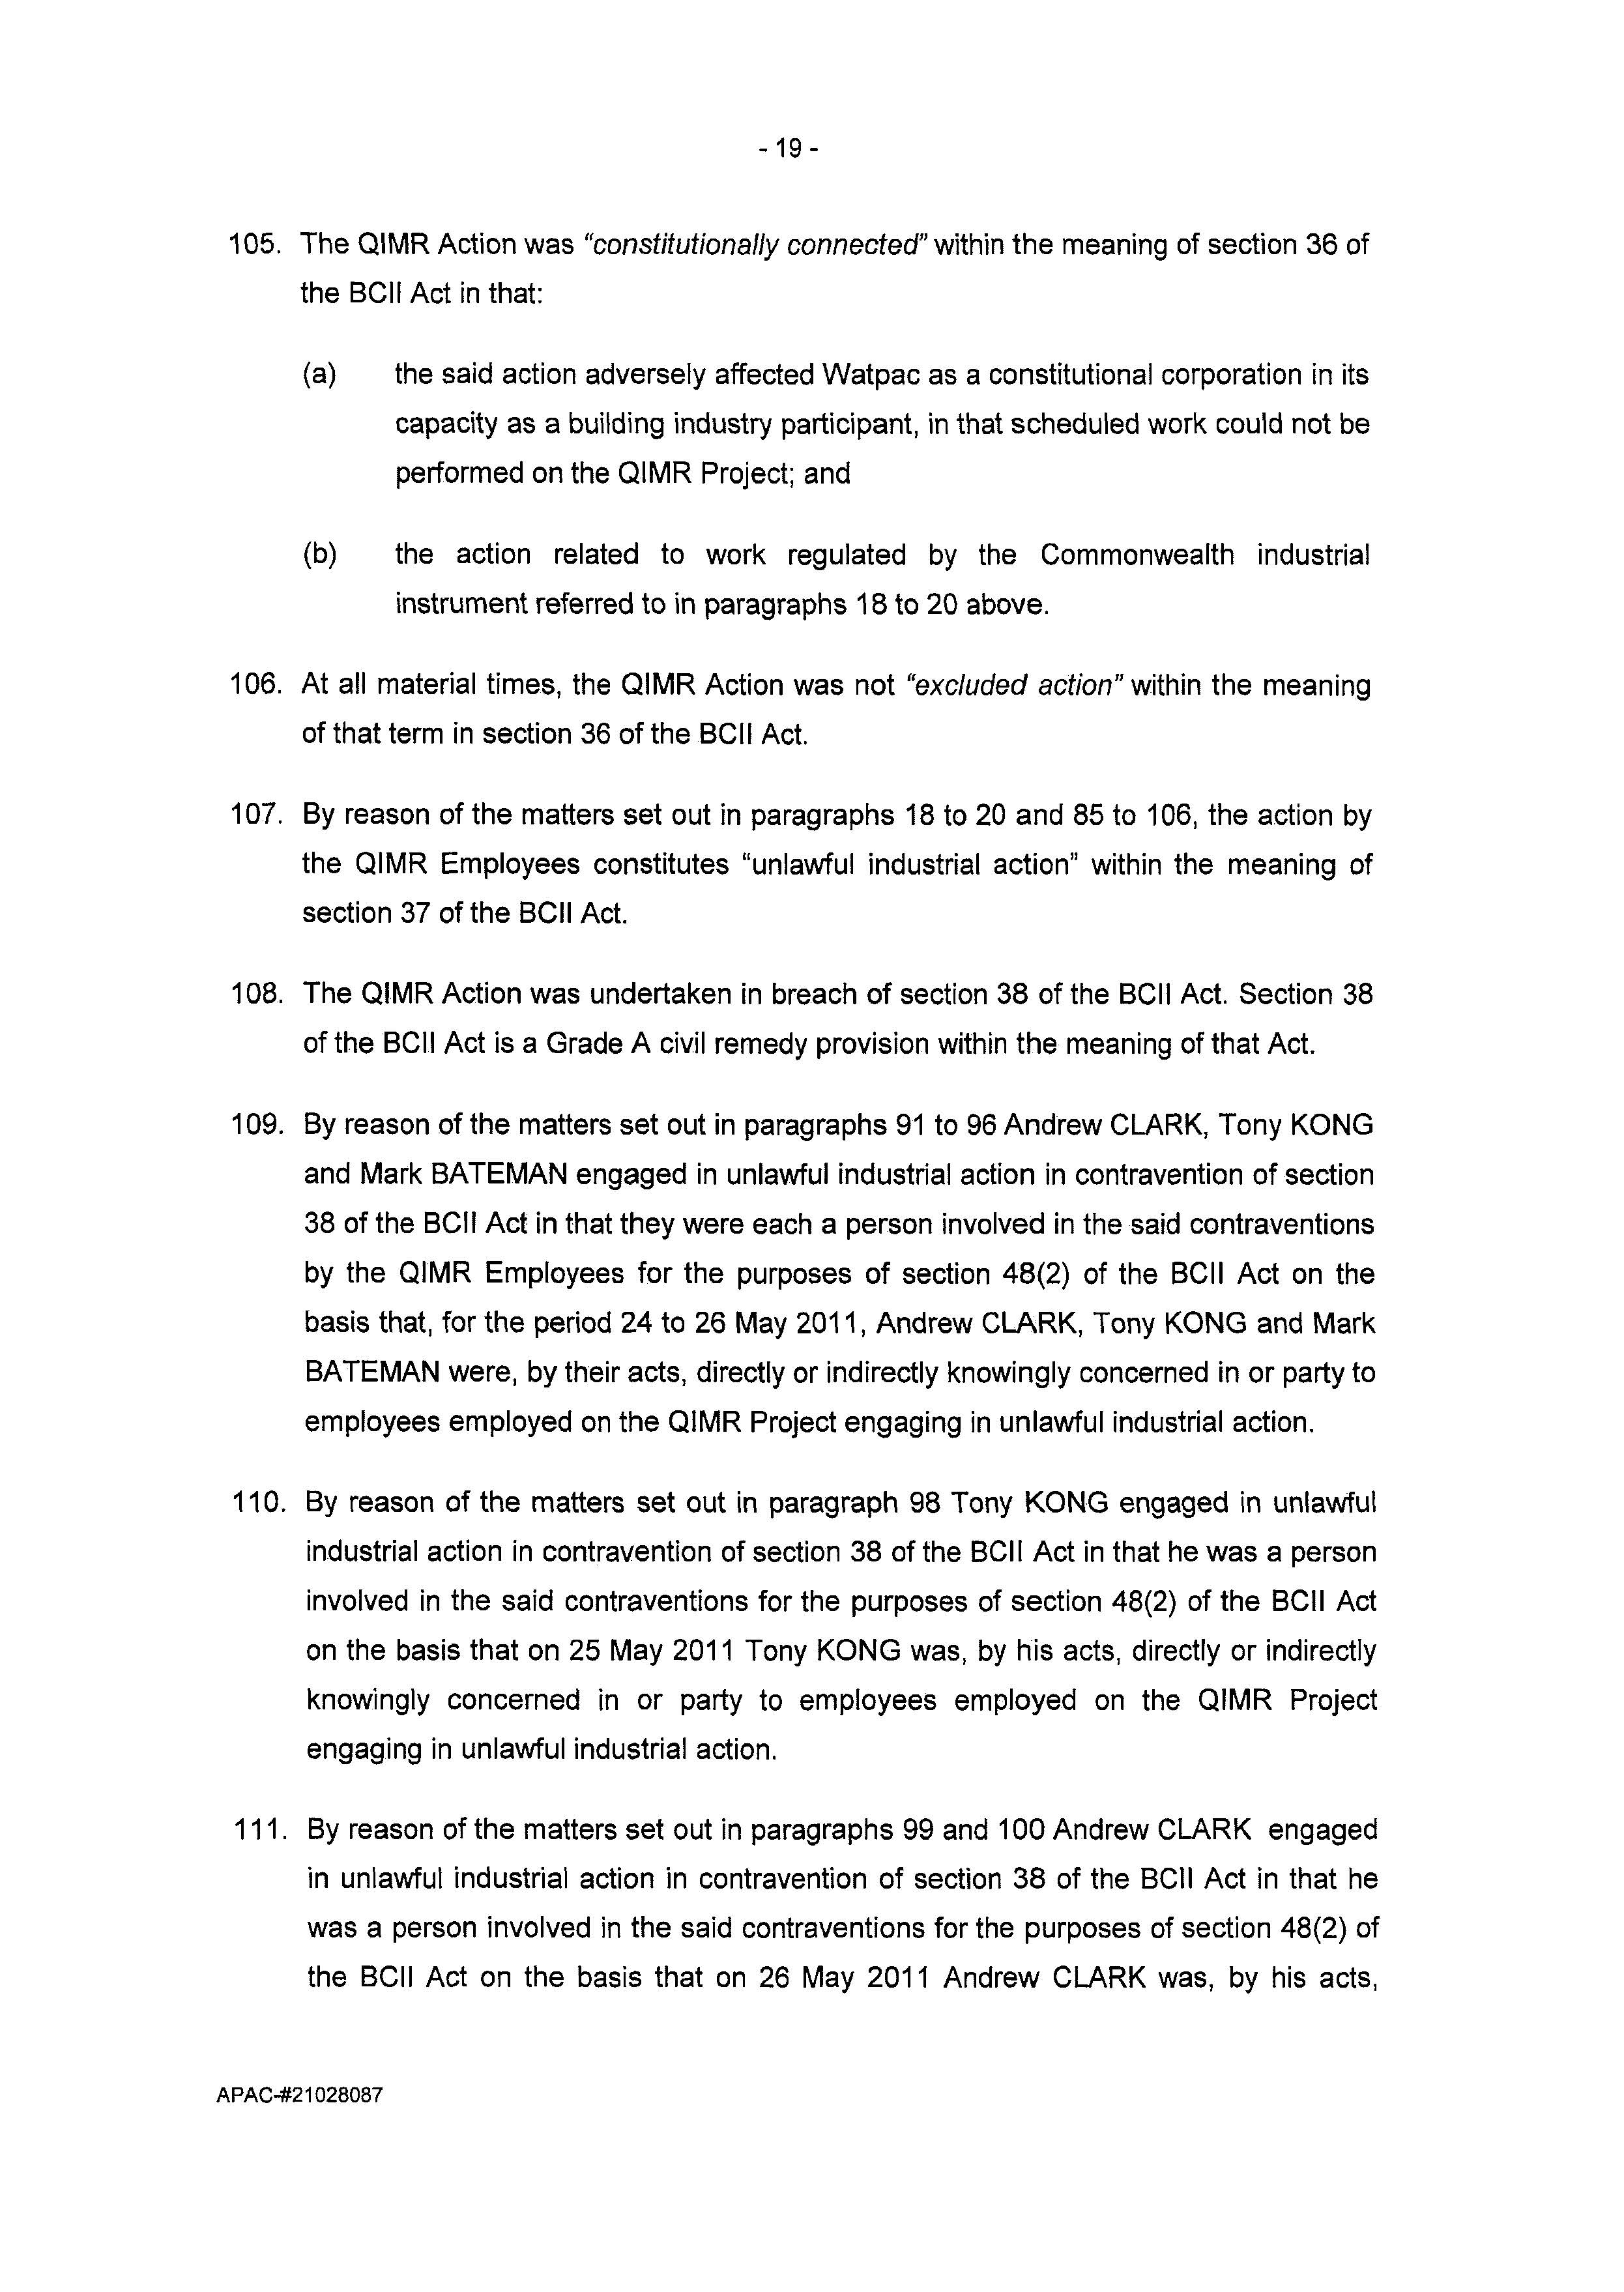 - 19 -
105. The QIMR Action was “constitutionally connected” within the meaning of section 36 of
the BCII Act in that:
(a) the said action adversely affected Watpac as a constitutional corporation in its
capacity as a building industry participant, in that scheduled work could not be
performed on the QIMR Project; and
(b) the action related to work regulated by the Commonwealth industrial
instrument referred to in paragraphs 18 to 20 above.
106. At all material times, the QIMR Action was not “excluded action” within the meaning
of that term in section 36 of the BCII Act.
107. By reason of the matters set out in paragraphs 18 to 20 and 85 to 106, the action by
the QIMR Employees constitutes “unlawful industrial action” within the meaning of
section 37 of the BCII Act.
108. The QIMR Action was undertaken in breach of section 38 of the BCII Act. Section 38
of the BCII Act is a Grade A civil remedy provision within the meaning of that Act.
109. By reason of the matters set out in paragraphs 91 to 96 Andrew CLARK, Tony KONG
and Mark BATEMAN engaged in unlawful industrial action in contravention of section
38 of the BCII Act in that they were each a person involved in the said contraventions
by the QIMR Employees for the purposes of section 48(2) of the BCII Act on the
basis that, for the period 24 to 26 May 2011, Andrew CLARK, Tony KONG and Mark
BATEMAN were, by their acts, directly or indirectly knowingly concerned in or party to
employees employed on the QIMR Project engaging in unlawful industrial action.
110. By reason of the matters set out in paragraph 98 Tony KONG engaged in unlawful
industrial action in contravention of section 38 of the BCII Act in that he was a person
involved in the said contraventions for the purposes of section 48(2) of the BCII Act
on the basis that on 25 May 2011 Tony KONG was, by his acts, directly or indirectly
knowingly concerned in or party to employees employed on the QIMR Project
engaging in unlawful industrial action.
111. By reason of the matters set out in paragraphs 99 and 100 Andrew CLARK engaged
in unlawful industrial action in contravention of section 38 of the BCII Act in that he
was a person involved in the said contraventions for the purposes of section 48(2) of
the BCII Act on the basis that on 26 May 2011 Andrew CLARK was, by his acts,
APAC-#21028087